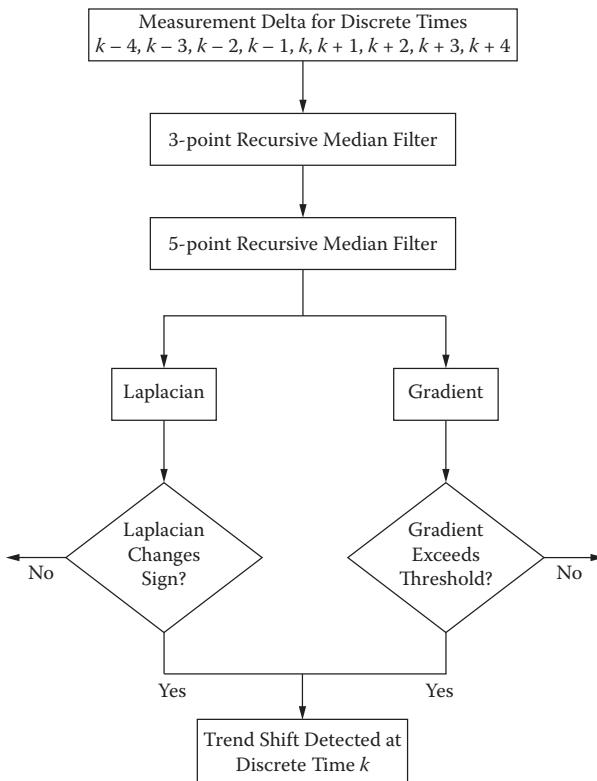 Measurement Delta for Discrete Times
k – 4, k – 3, k – 2, k – 1, k, k + 1, k + 2, k + 3, k + 4
3-point Recursive Median Filter
5-point Recursive Median Filter
Laplacian
Gradient
Laplacian
Changes
Sign?
Gradient
Exceeds
Threshold?
No
No
Yes
Yes
Trend Shift Detected at
Discrete Time k